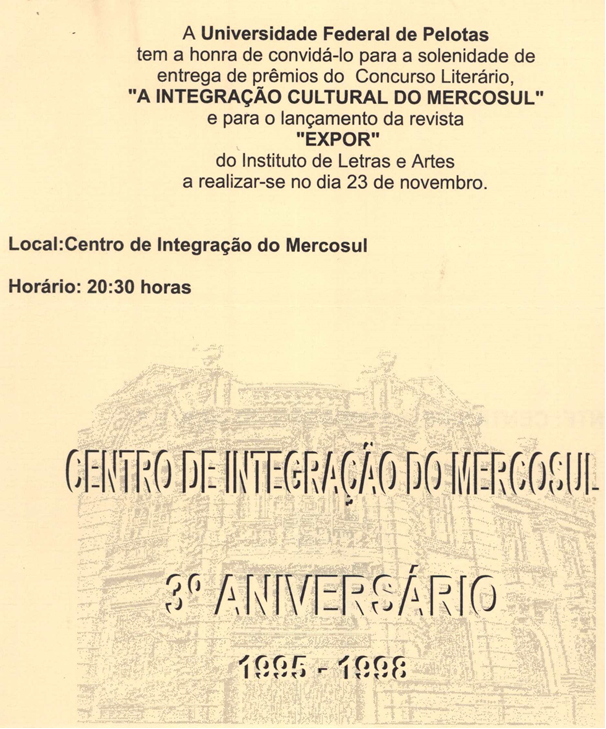 A Universidade Federal de Pelotas
tem a honra de convidá-lo para a solenidade de
entrega de prêmios do Concurso Literário,
"A INTEGRAÇÃO CULTURAL DO MERCOSUL"
e para o lançamento da revista
"EXPOR"
do Instituto de Letras e Artes
a realizar-se no dia 23 de novembro.
Local:Centro de Integração do Mercosul
Horário: 20:30 horas
CENTRO DE INTEGRAÇÃO DO MERCOSUL
3º ANIVERSÁRIO
1995 - 1998